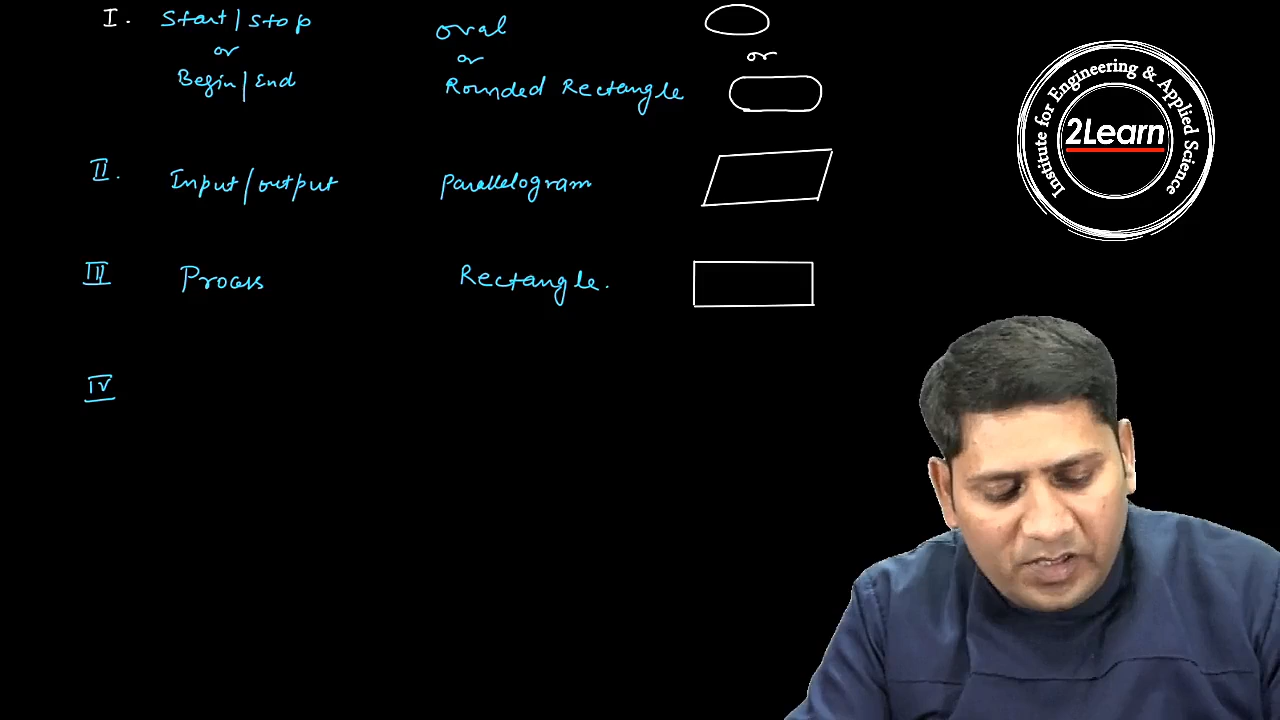 I. Start/Stop oval
or or or
Begin/End Rounded Rectangle
II. Input/output Parallelogram
III Process Rectangle.
IV
Institute for Engineering & Applied Science
2Learn